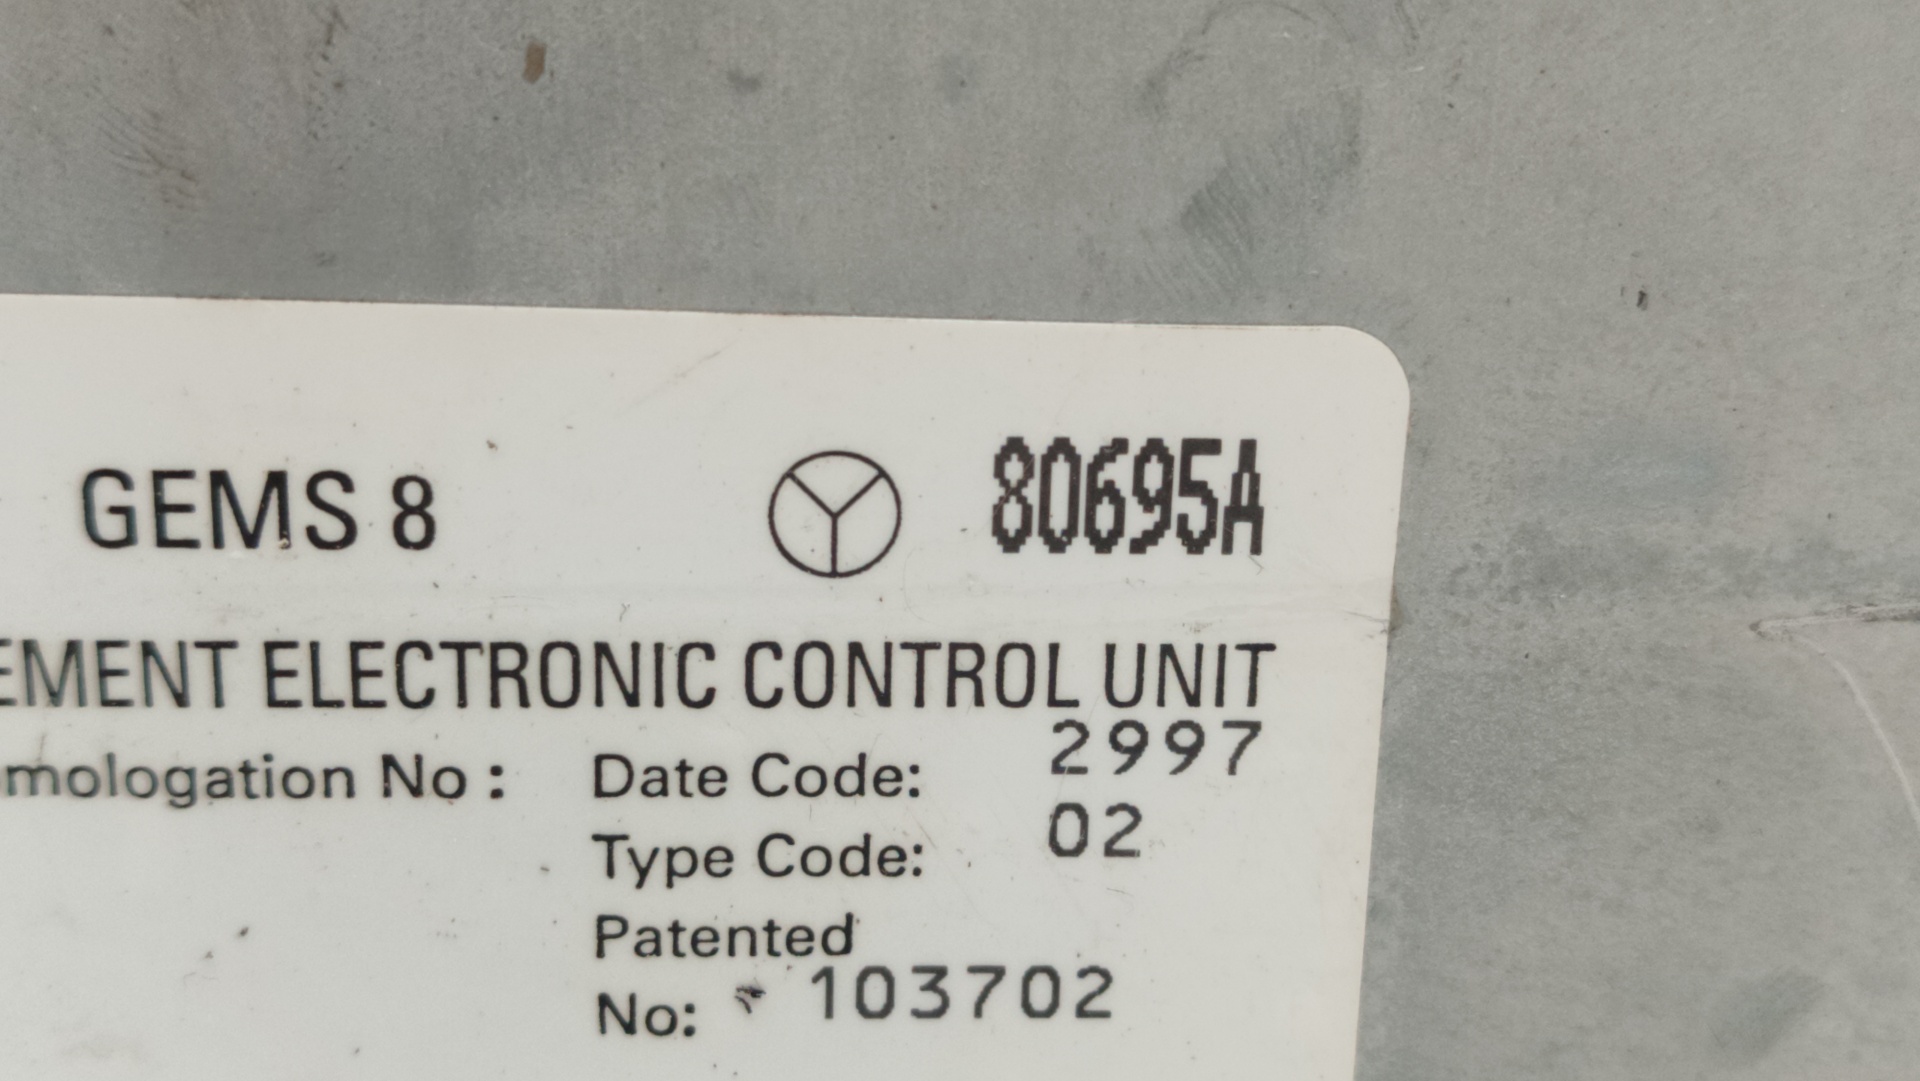 GEMS 8 80695A
EMENT ELECTRONIC CONTROL UNIT
mologation No : Date Code: 2997
Type Code: 02
Patented
No: 103702